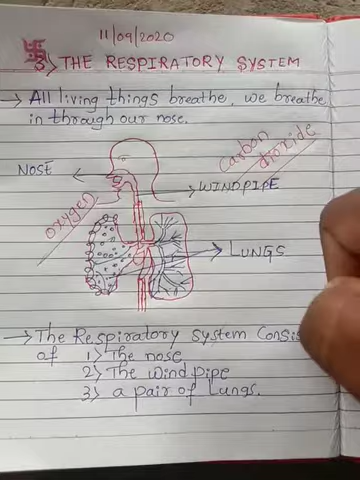 11/09/2020
3) THE RESPIRATORY SYSTEM
→ All living things breathe, we breathe
in through our nose.
carbon
dioxide
NOSE
WINDPIPE
oxygen
LUNGS
→ The Respiratory System Consis
of 1) The nose
2) The wind pipe
3) a pair of Lungs.